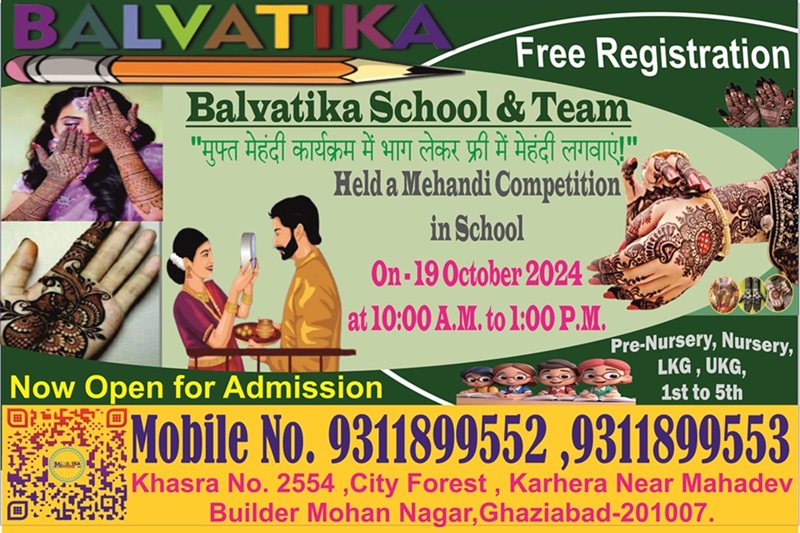 BALVATIKA
Free Registration
Balvatika School & Team
"मुफ्त मेहंदी कार्यक्रम में भाग लेकर फ्री में मेहंदी लगवाएं!"
Held a Mehandi Competition
in School
On - 19 October 2024
at 10:00 A.M. to 1:00 P.M.
Pre-Nursery, Nursery,
LKG , UKG,
1st to 5th
Now Open for Admission
Mobile No. 9311899552 ,9311899553
Khasra No. 2554 ,City Forest , Karhera Near Mahadev
Builder Mohan Nagar,Ghaziabad-201007.